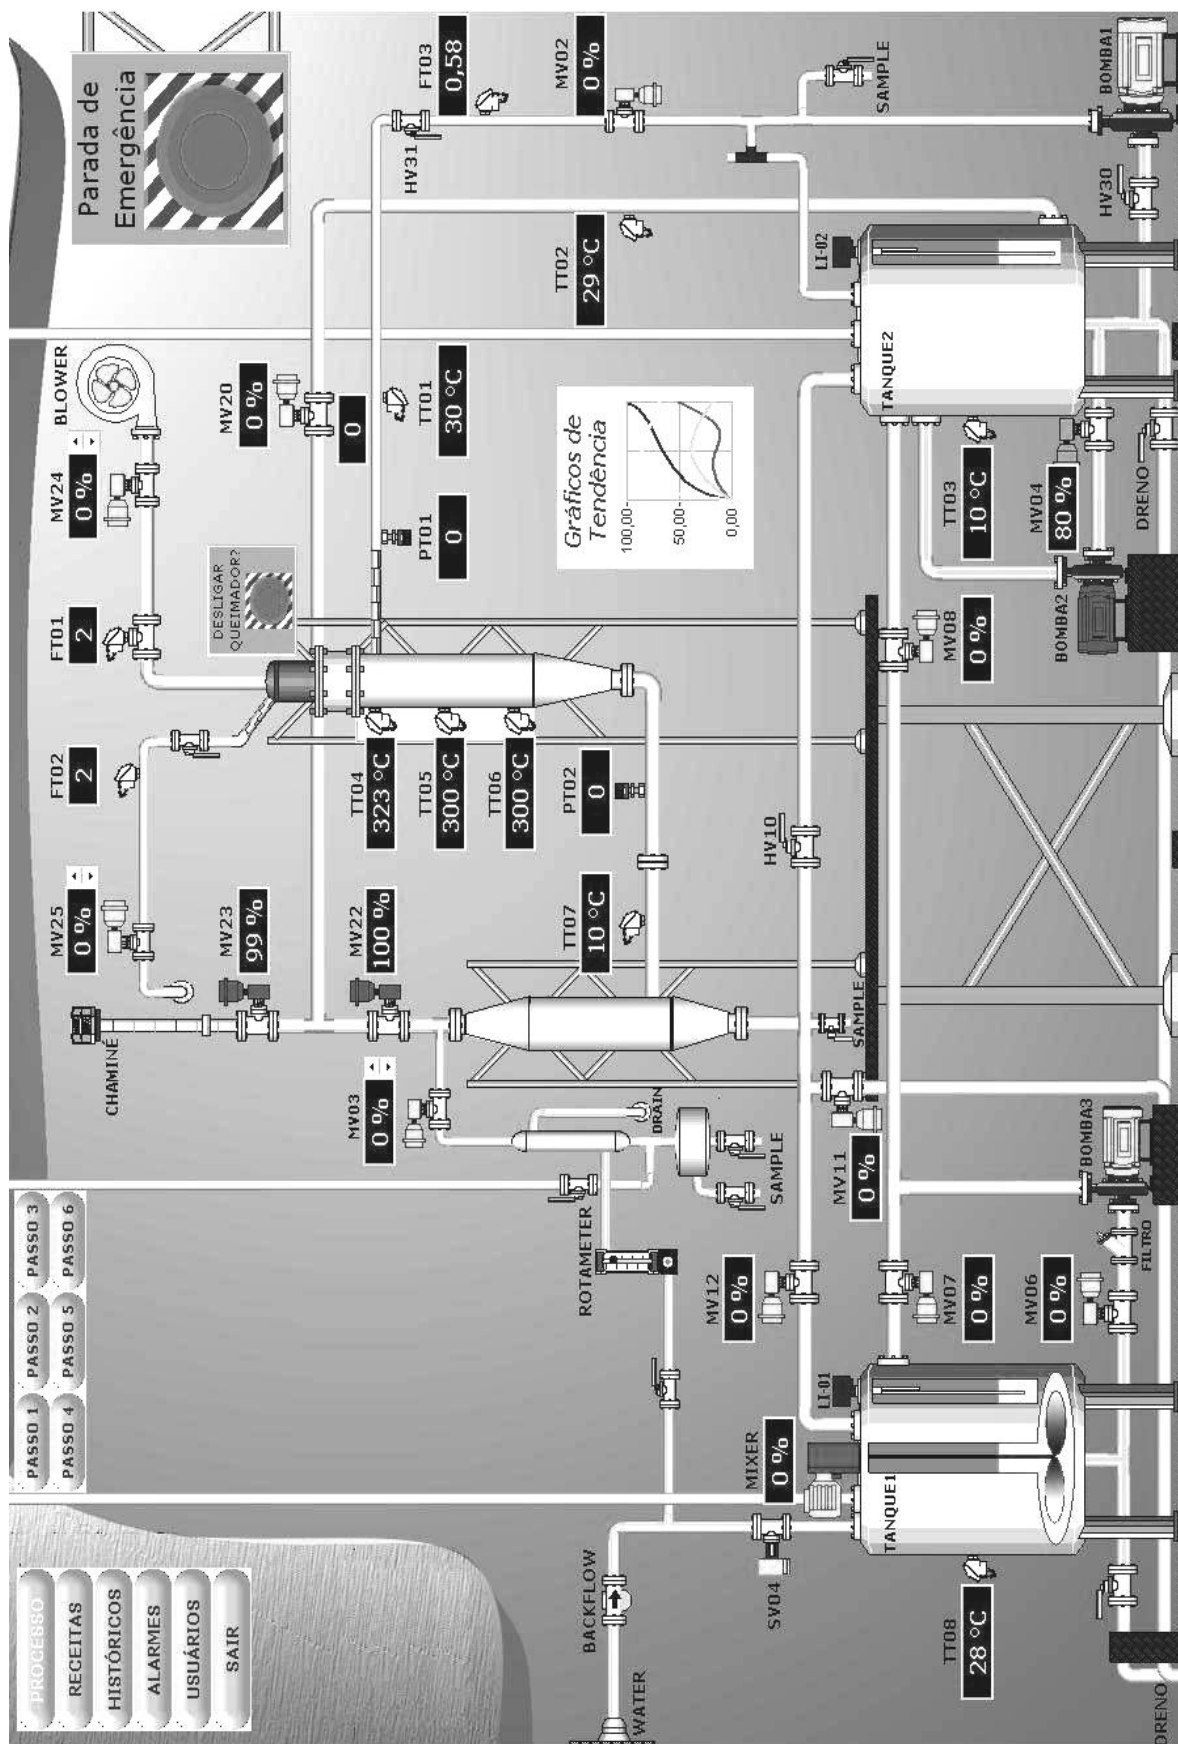 PROCESSO
RECEITAS
HISTÓRICOS
ALARMES
USUÁRIOS
SAIR
PASSO 1
PASSO 2
PASSO 3
PASSO 4
PASSO 5
PASSO 6
CHAMINÉ
MV25
0 %
FT02
2
FT01
2
MV24
0 %
BLOWER
Parada de
Emergência
MV23
99 %
DESLIGAR
QUEIMADOR?
MV20
0 %
0
MV03
0 %
MV22
100 %
TT04
323 °C
TT05
300 °C
TT06
300 °C
PT01
0
TT01
30 °C
HV31
FT03
0,58
MV02
0 %
TT02
29 °C
SAMPLE
BACKFLOW
WATER
ROTAMETER
DRAIN
SAMPLE
TT07
10 °C
PT02
0
Gráficos de
Tendência
100,00
50,00
0,00
SV04
MIXER
0 %
LI-01
MV12
0 %
MV11
0 %
SAMPLE
HV10
LI-02
TANQUE1
TANQUE2
TT08
28 °C
MV07
0 %
MV08
0 %
TT03
10 °C
MV06
0 %
FILTRO
BOMBA3
BOMBA2
MV04
80 %
HV30
BOMBA1
DRENO
DRENO